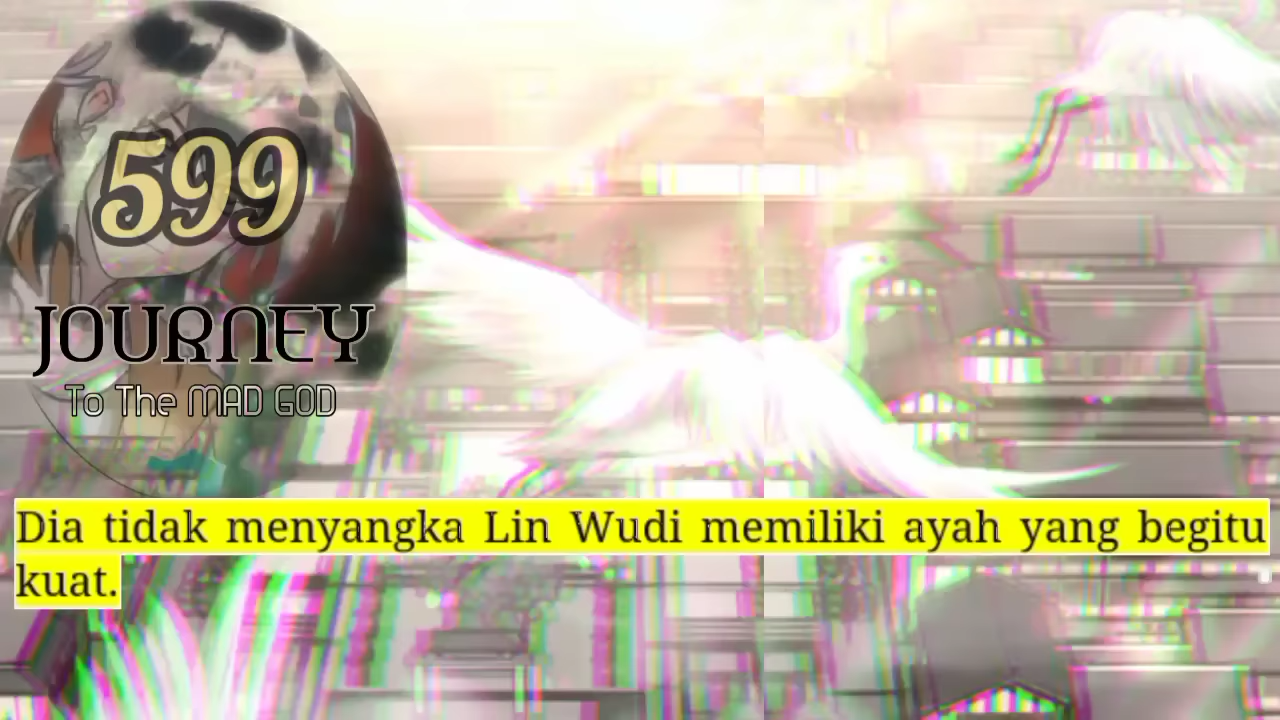 599
JOURNEY
To The MAD GOD
Dia tidak menyangka Lin Wudi memiliki ayah yang begitu
kuat.